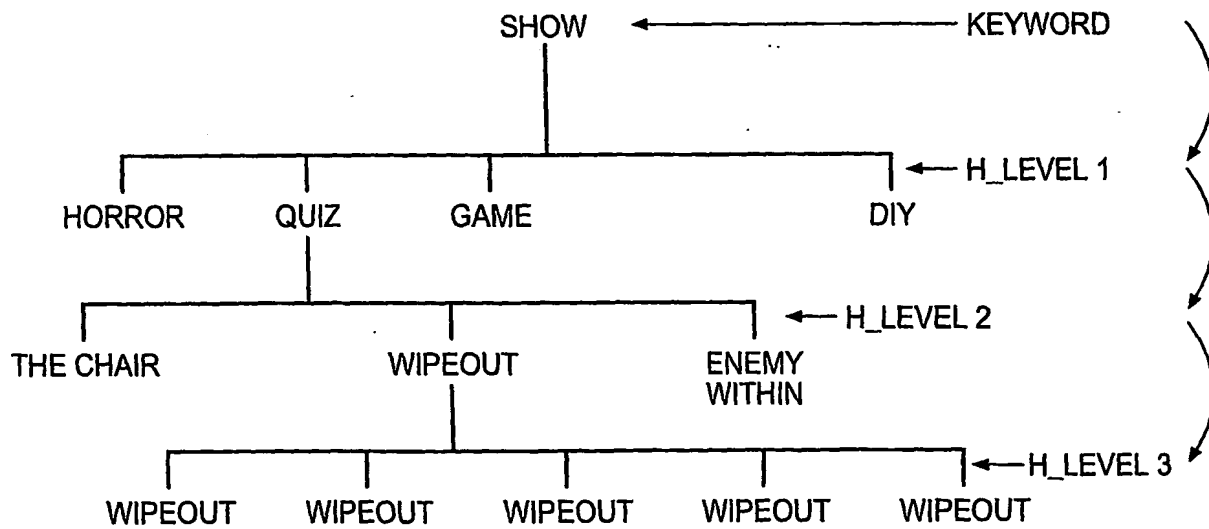 SHOW KEYWORD
H_LEVEL 1
HORROR QUIZ GAME DIY
H_LEVEL 2
THE CHAIR WIPEOUT ENEMY
WITHIN
H_LEVEL 3
WIPEOUT WIPEOUT WIPEOUT WIPEOUT WIPEOUT